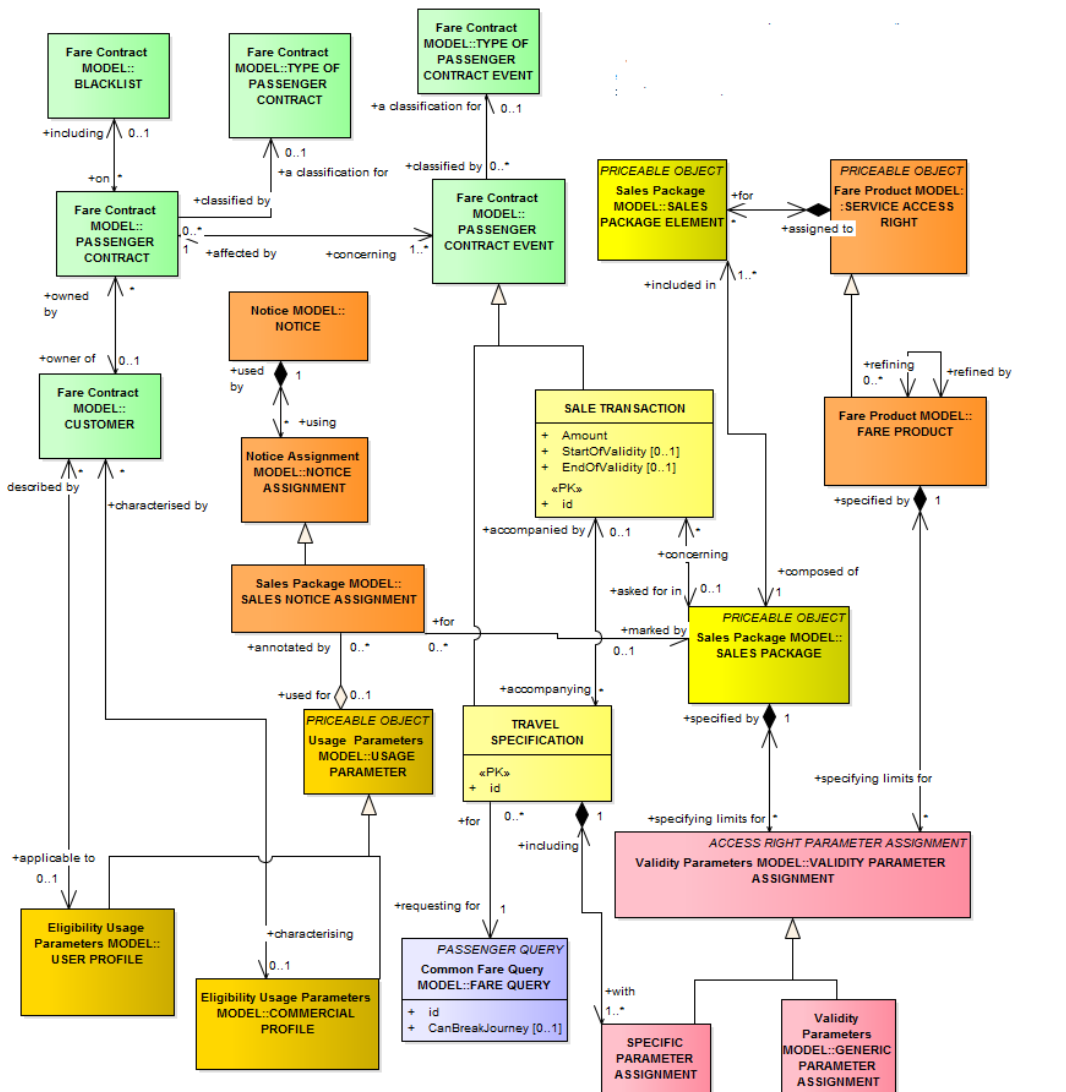 Fare Contract
MODEL::
BLACKLIST
Fare Contract
MODEL::TYPE OF
PASSENGER
CONTRACT
Fare Contract
MODEL::TYPE OF
PASSENGER
CONTRACT EVENT
+including
0..1
0..1
+a classification for
+a classification for
0..1
+on
*
+classified by
+classified by
0..*
Fare Contract
MODEL::
PASSENGER
CONTRACT
0..*
1
+affected by
+concerning
1..*
Fare Contract
MODEL::
PASSENGER
CONTRACT EVENT
PRICEABLE OBJECT
Sales Package
MODEL::SALES
PACKAGE ELEMENT
+for
*
+assigned to
PRICEABLE OBJECT
Fare Product MODEL:
:SERVICE ACCESS
RIGHT
+included in
1..*
+owned
by
*
+owner of
0..1
Notice MODEL::
NOTICE
+used
by
1
*
+using
+refining
0..*
+refined by
Fare Contract
MODEL::
CUSTOMER
SALE TRANSACTION
+ Amount
+ StartOfValidity [0..1]
+ EndOfValidity [0..1]
«PK»
+ id
Fare Product MODEL::
FARE PRODUCT
Notice Assignment
MODEL::NOTICE
ASSIGNMENT
described by
*
*
+characterised by
+specified by
1
+accompanied by
0..1
*
+concerning
+asked for in
0..1
+composed of
1
Sales Package MODEL::
SALES NOTICE ASSIGNMENT
+for
0..*
+marked by
0..1
PRICEABLE OBJECT
Sales Package MODEL::
SALES PACKAGE
+annotated by
0..*
+used for
0..1
+accompanying
*
PRICEABLE OBJECT
Usage Parameters
MODEL::USAGE
PARAMETER
TRAVEL
SPECIFICATION
«PK»
+ id
+specified by
1
+specifying limits for
+specifying limits for
*
*
+for
0..*
1
+including
ACCESS RIGHT PARAMETER ASSIGNMENT
Validity Parameters MODEL::VALIDITY PARAMETER
ASSIGNMENT
+applicable to
0..1
+requesting for
1
Eligibility Usage
Parameters MODEL::
USER PROFILE
+characterising
0..1
PASSENGER QUERY
Common Fare Query
MODEL::FARE QUERY
+ id
+ CanBreakJourney [0..1]
Eligibility Usage Parameters
MODEL::COMMERCIAL
PROFILE
+with
1..*
SPECIFIC
PARAMETER
ASSIGNMENT
Validity
Parameters
MODEL::GENERIC
PARAMETER
ASSIGNMENT